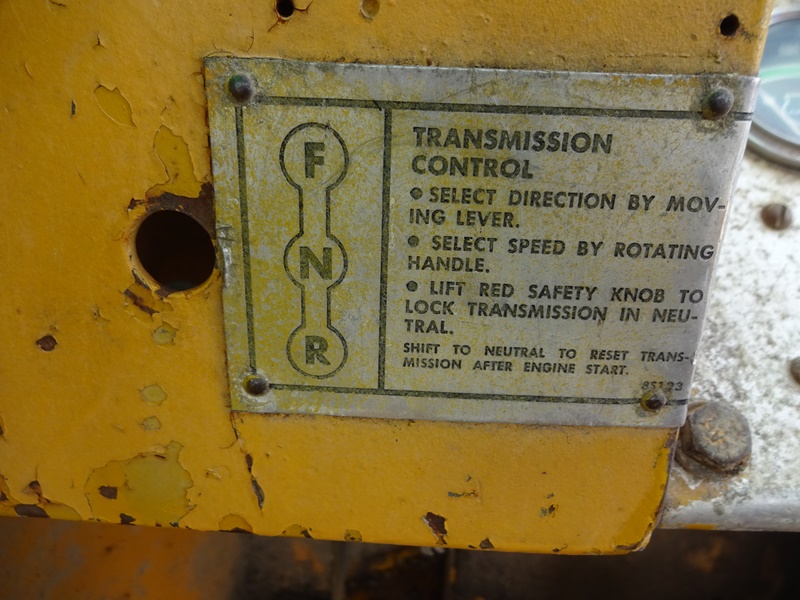 F
N
R
TRANSMISSION
CONTROL
● SELECT DIRECTION BY MOV-
ING LEVER.
● SELECT SPEED BY ROTATING
HANDLE.
● LIFT RED SAFETY KNOB TO
LOCK TRANSMISSION IN NEU-
TRAL.
SHIFT TO NEUTRAL TO RESET TRANS-
MISSION AFTER ENGINE START.